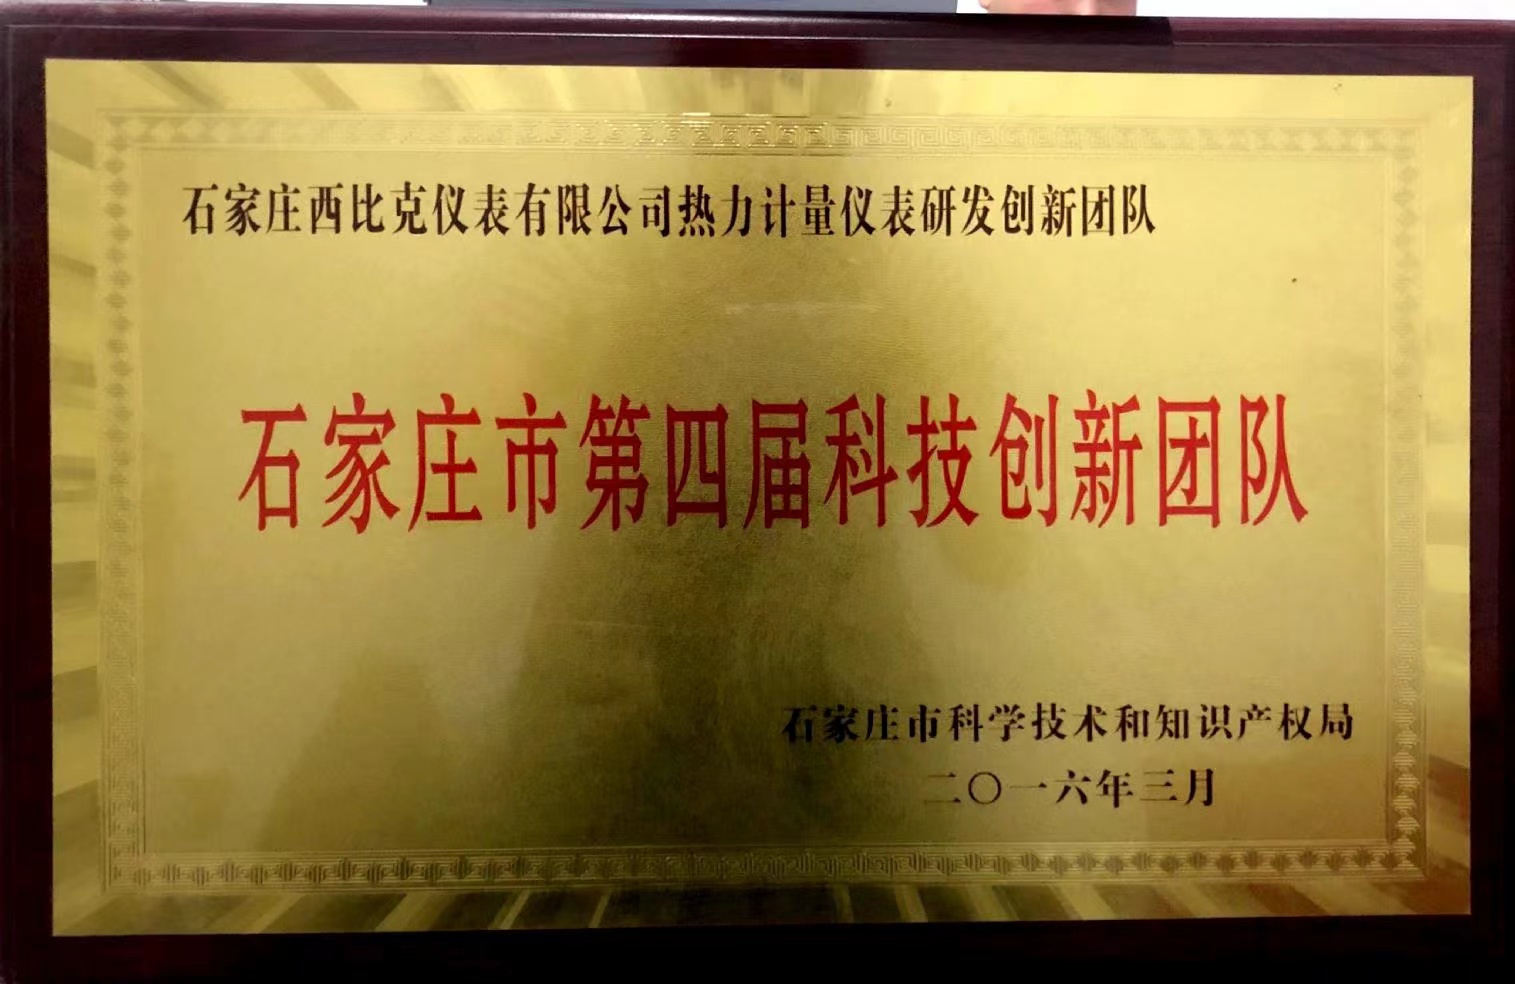 石家庄西比克仪表有限公司热力计量仪表研发创新团队
石家庄市第四届科技创新团队
石家庄市科学技术和知识产权局
二〇一六年三月